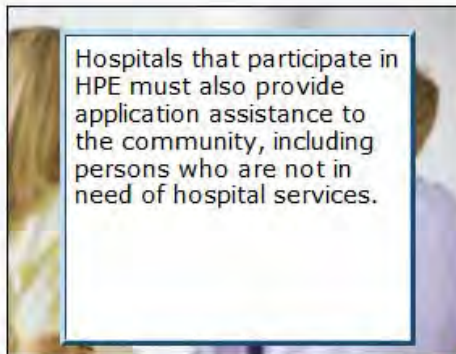 Hospitals that participate in
HPE must also provide
application assistance to
the community, including
persons who are not in
need of hospital services.